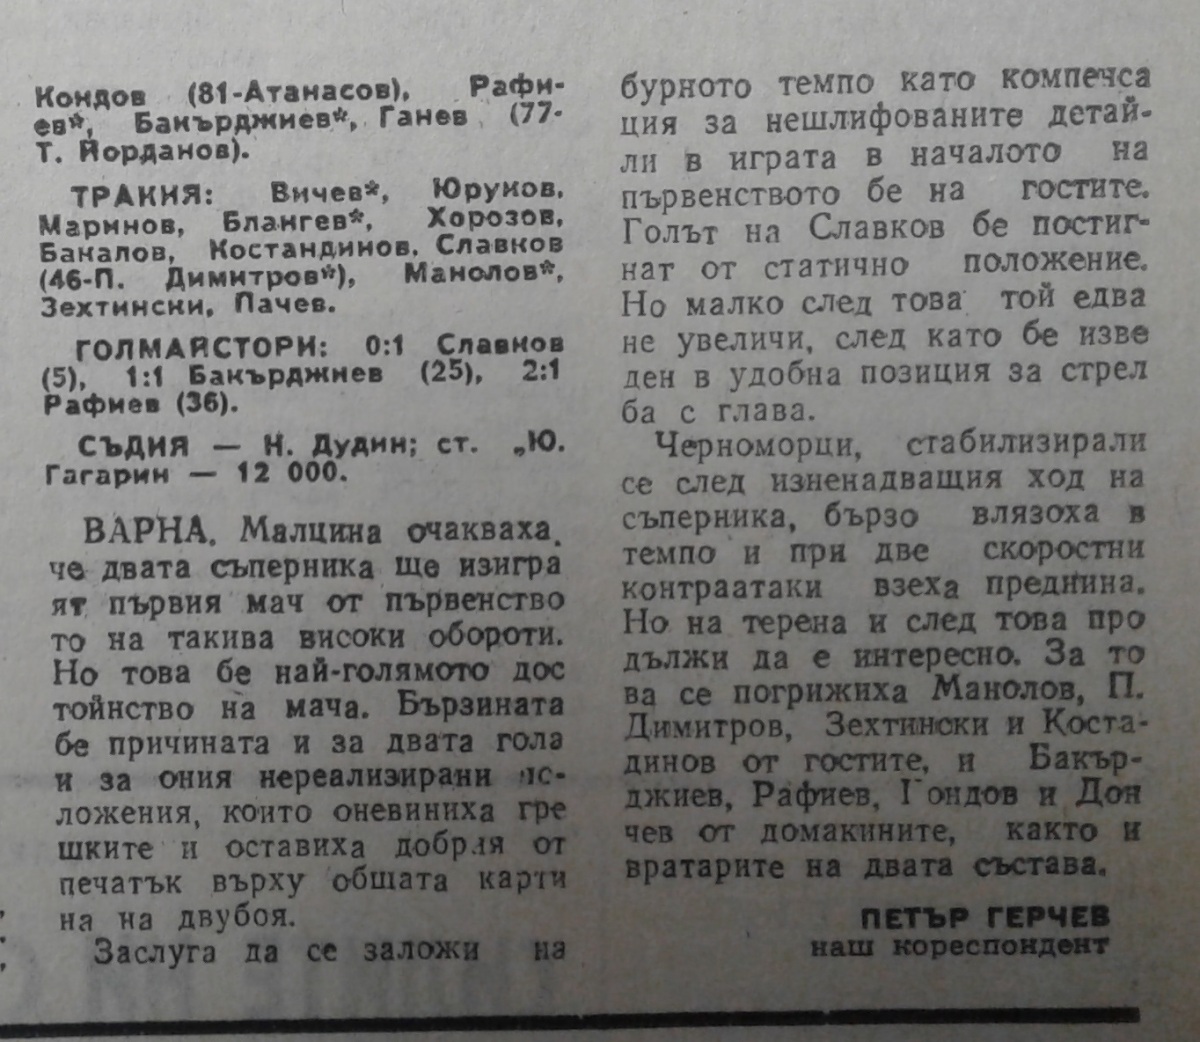 Кондов (81-Атанасов), Рафи-
ев*, Бакърджиев*, Ганев (77-
Т. Йорданов).
ТРАКИЯ: Вичев*, Юруков,
Маринов, Блангев*, Хорозов,
Бакалов, Костандинов, Славков
(46-П. Димитров*), Манолов*,
Зехтински, Пачев.
ГОЛМАЙСТОРИ: 0:1 Славков
(5), 1:1 Бакърджиев (25), 2:1
Рафиев (36).
СЪДИЯ — Н. Дудин; ст. „Ю.
Гагарин — 12 000.
ВАРНА. Малцина очакваха,
че двата съперника ще изигра
ят първия мач от първенство
то на такива високи обороти.
Но това бе най-голямото дос
тойнство на мача. Бързината
бе причината и за двата гола
и за ония нереализирани по-
ложения, които оневиниха гре
шките и оставиха добрия от
печатък върху общата карти
на на двубоя.
Заслуга да се заложи на
бурното темпо като компенса
ция за нешлифованите детай-
ли в играта в началото на
първенството бе на гостите.
Голът на Славков бе постиг-
нат от статично положение.
Но малко след това той едва
не увеличи, след като бе изве
ден в удобна позиция за стрел
ба с глава.
Черноморци, стабилизирали
се след изненадващия ход на
съперника, бързо влязоха в
темпо и при две скоростни
контраатаки взеха преднина.
Но на терена и след това про
дължи да е интересно. За то
ва се погрижиха Манолов, П.
Димитров, Зехтински и Коста-
динов от гостите, и Бакър-
джиев, Рафиев, Кондов и Дон
чев от домакините, както и
вратарите на двата състава.
ПЕТЪР ГЕРЧЕВ
наш кореспондент